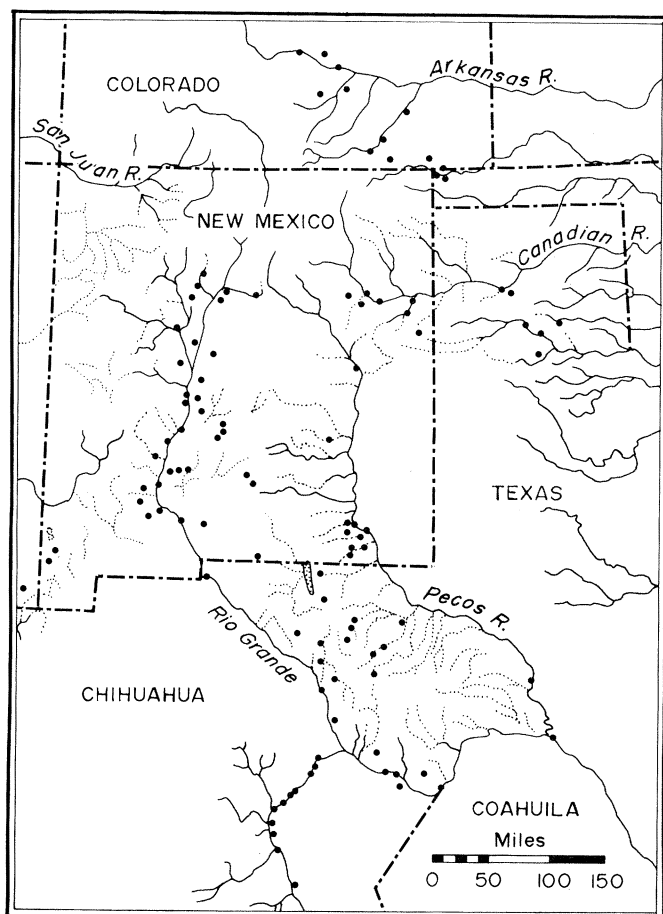 Arkansas R.
COLORADO
San Juan R.
NEW MEXICO
Canadian R.
TEXAS
Pecos R.
Rio Grande
CHIHUAHUA
COAHUILA
Miles
0 50 100 150